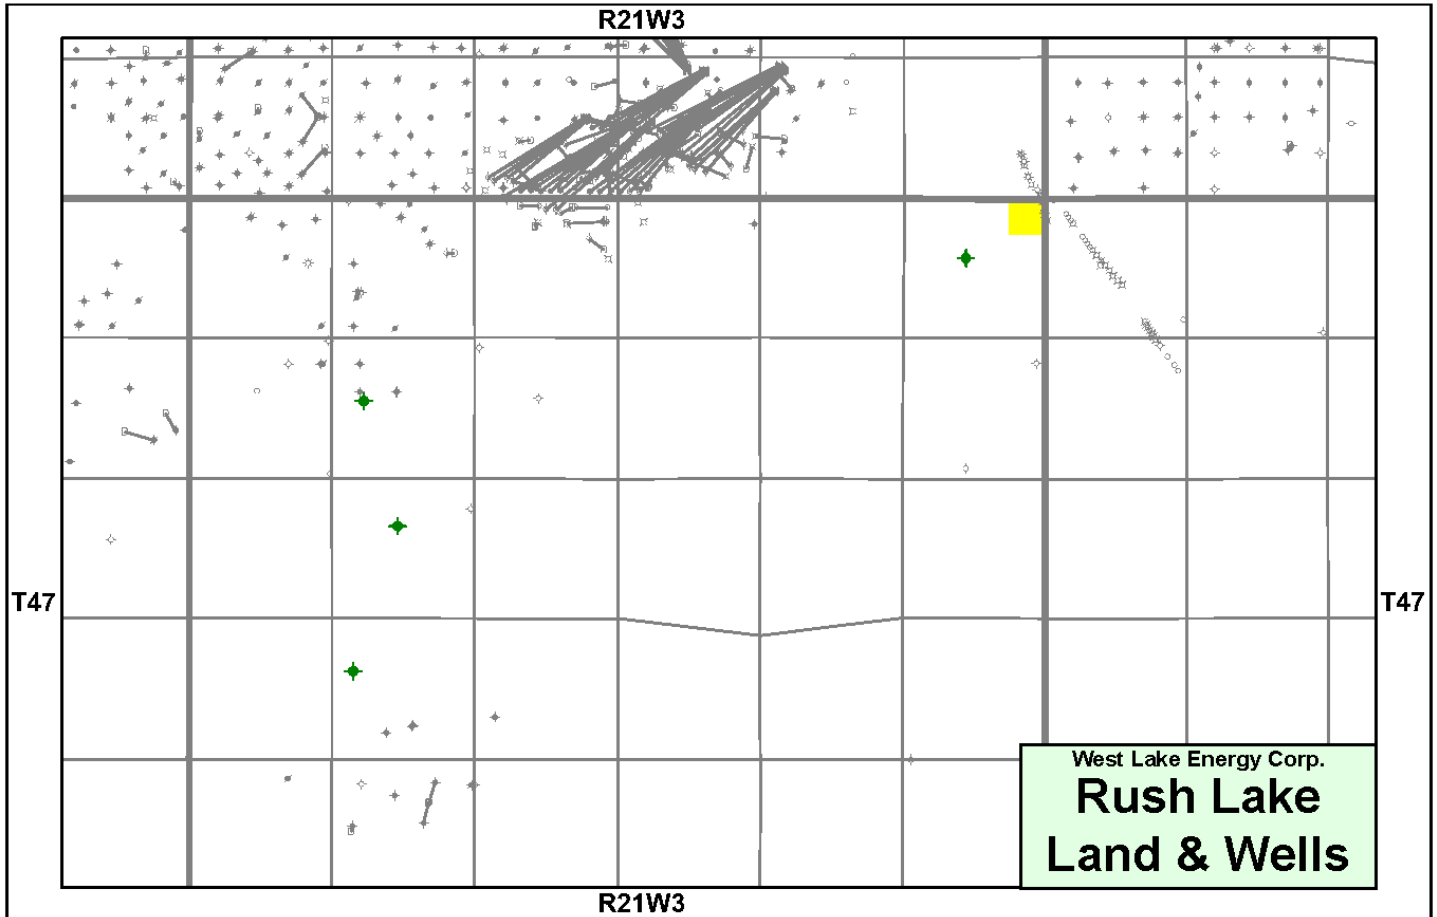 R21W3
T47
T47
West Lake Energy Corp.
Rush Lake
Land & Wells
R21W3